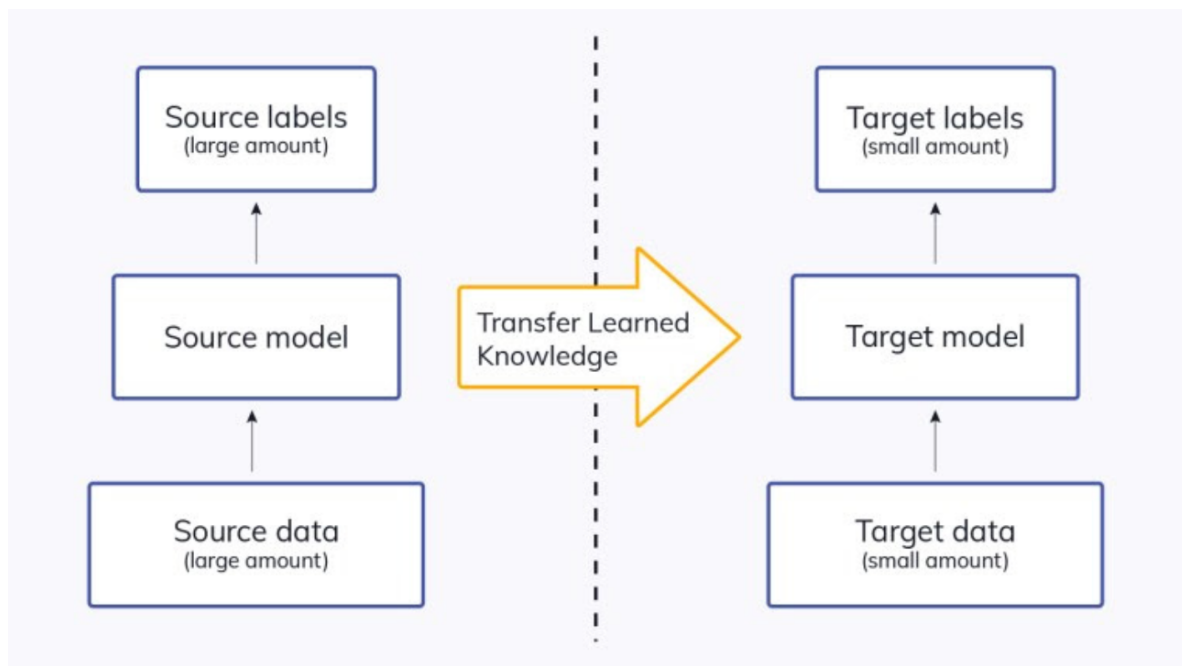 Source labels
(large amount)
Target labels
(small amount)
Source model
Transfer Learned
Knowledge
Target model
Source data
(large amount)
Target data
(small amount)